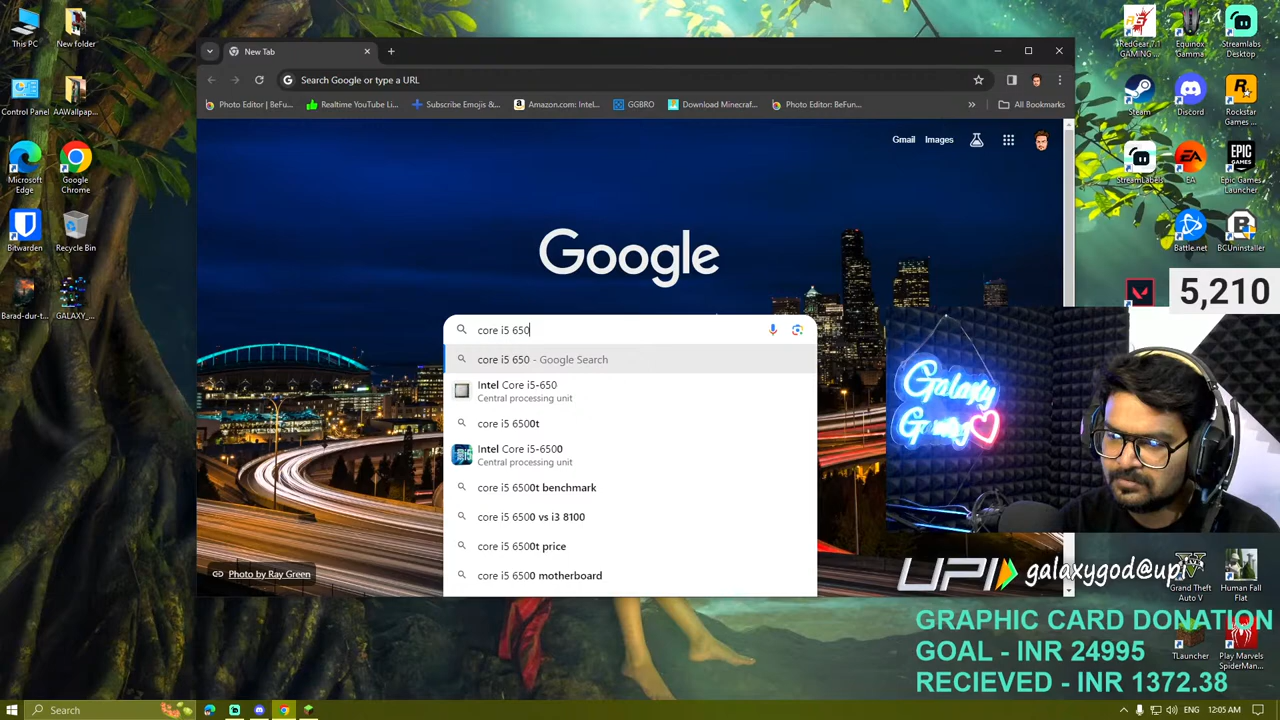 This PC
New folder
Control Panel
AAWallpap...
Microsoft Edge
Google Chrome
Bitwarden
Recycle Bin
Barad-dur-t...
GALAXY_...
New Tab
Search Google or type a URL
Photo Editor | BeFu...
Realtime YouTube Li...
Subscribe Emojis &...
Amazon.com: Intel...
GGBRO
Download Minecraf...
Photo Editor: BeFun...
»
All Bookmarks
Gmail
Images
Google
core i5 650
core i5 650 - Google Search
Intel Core i5-650
Central processing unit
core i5 6500t
Intel Core i5-6500
Central processing unit
core i5 6500t benchmark
core i5 6500 vs i3 8100
core i5 6500t price
core i5 6500 motherboard
Photo by Ray Green
Equinox Gamma
Streamlabs Desktop
Steam
Discord
Rockstar Games ...
StreamLabels
EA
Epic Games Launcher
Battle.net
BCUninstaller
5,210
Galaxy
Gaming
UPI galaxygod@upi
Grand Theft Auto V
Human Fall Flat
GRAPHIC CARD DONATION
GOAL - INR 24995
RECIEVED - INR 1372.38
TLauncher
Play Marvels SpiderMan...
Search
ENG
12:05 AM